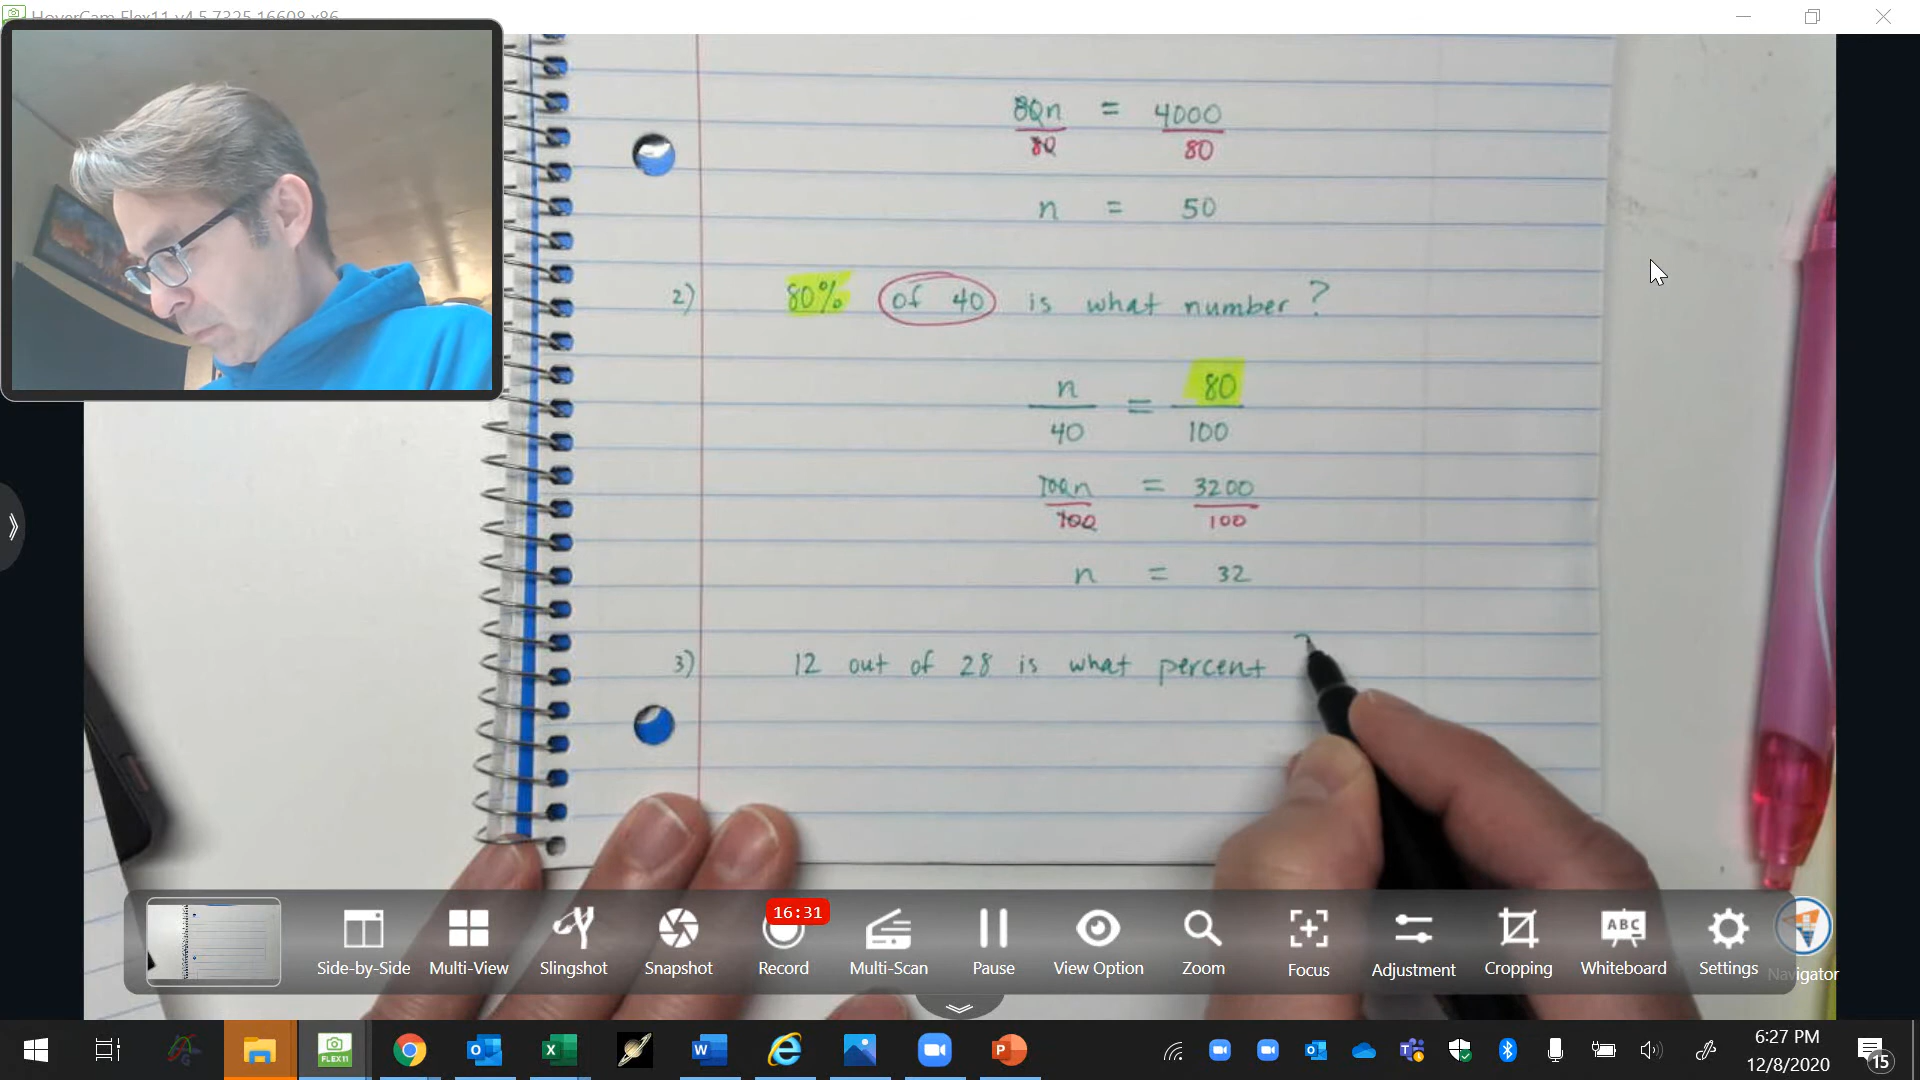 HoverCam Flex11 v4.5.7325.16608 x86
80n = 4000
80 80
n = 50
2) 80% of 40 is what number?
n = 80
40 100
100n = 3200
100 100
n = 32
3) 12 out of 28 is what percent
16:31
Side-by-Side Multi-View Slingshot Snapshot Record Multi-Scan Pause View Option Zoom Focus Adjustment Cropping Whiteboard Settings Navigator
ABC
FLEX11
6:27 PM
12/8/2020
15